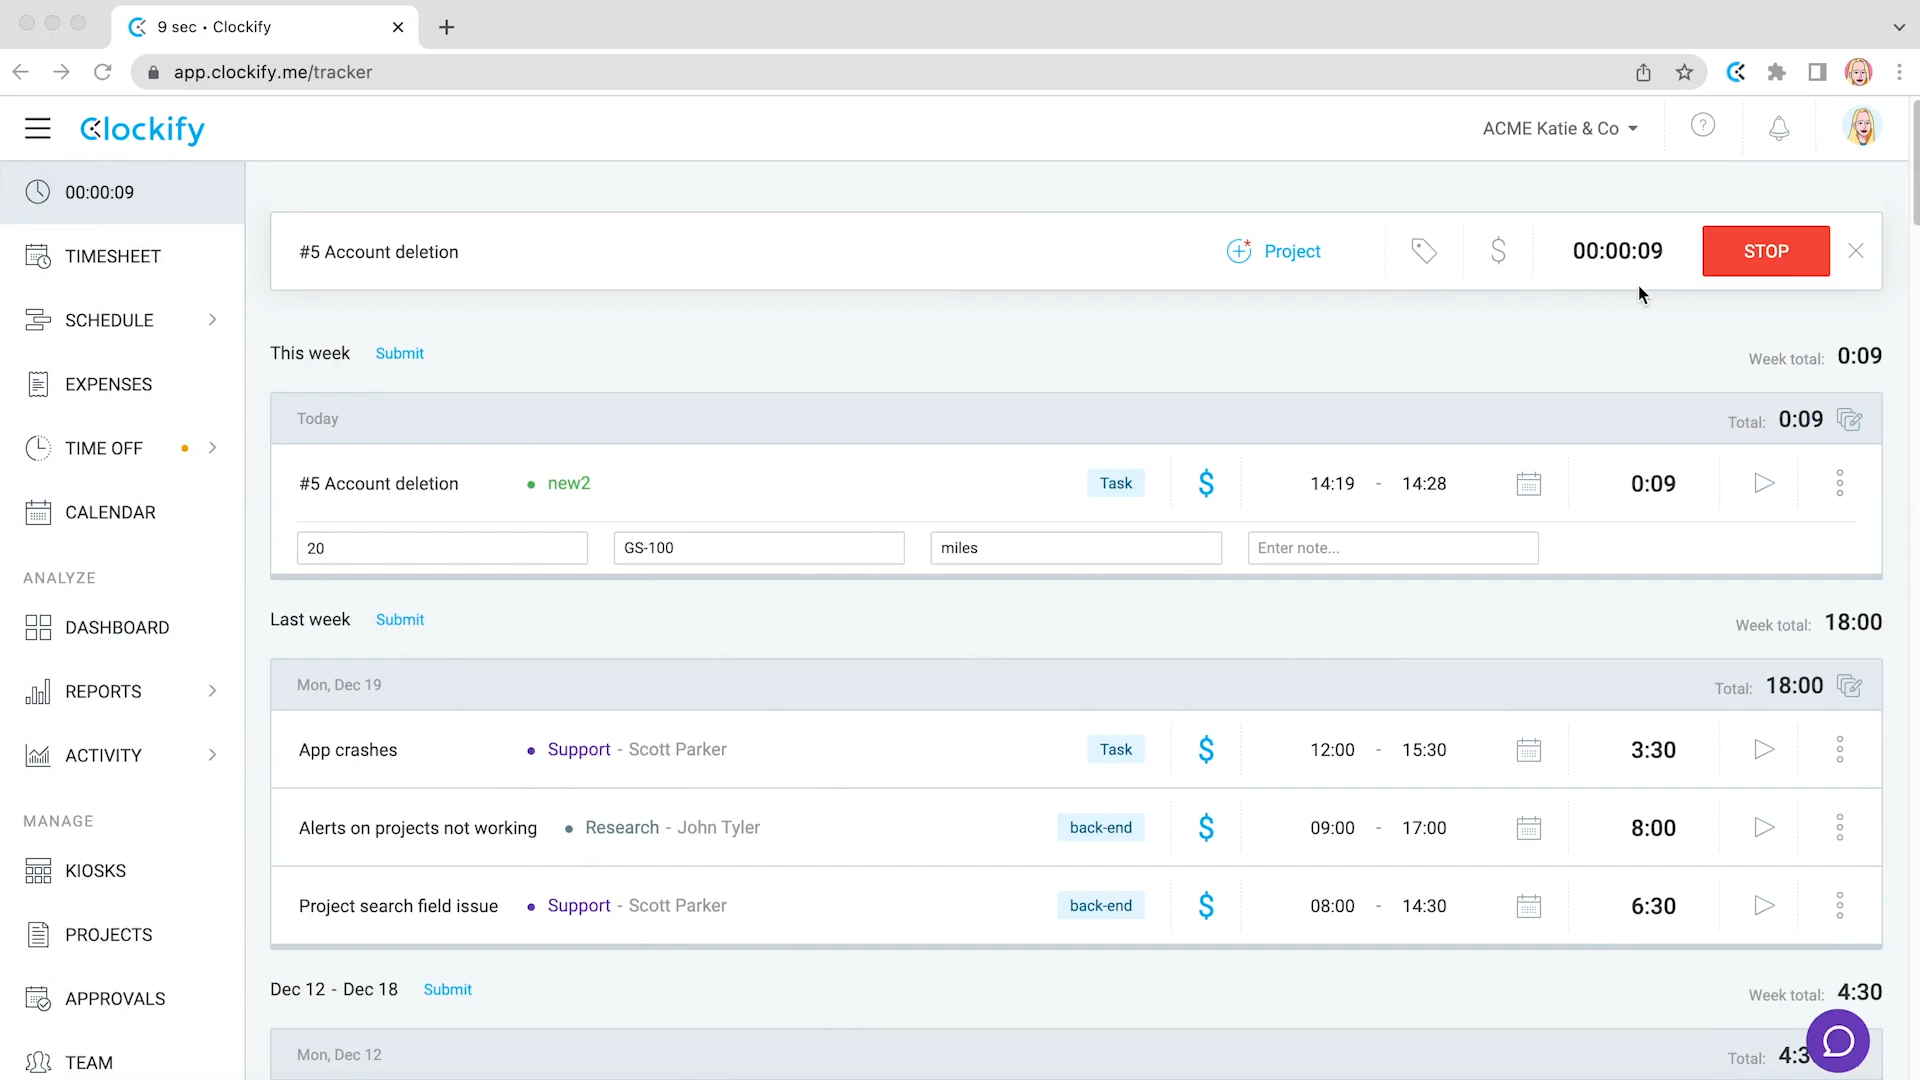 9 sec • Clockify
app.clockify.me/tracker
Clockify
ACME Katie & Co
00:00:09
TIMESHEET
SCHEDULE
EXPENSES
TIME OFF
CALENDAR
ANALYZE
DASHBOARD
REPORTS
ACTIVITY
MANAGE
KIOSKS
PROJECTS
APPROVALS
TEAM
#5 Account deletion Project $ 00:00:09 STOP
This week Submit Week total: 0:09
Today Total: 0:09
#5 Account deletion • new2 Task $ 14:19 - 14:28 0:09
20 GS-100 miles Enter note...
Last week Submit Week total: 18:00
Mon, Dec 19 Total: 18:00
App crashes • Support - Scott Parker Task $ 12:00 - 15:30 3:30
Alerts on projects not working • Research - John Tyler back-end $ 09:00 - 17:00 8:00
Project search field issue • Support - Scott Parker back-end $ 08:00 - 14:30 6:30
Dec 12 - Dec 18 Submit Week total: 4:30
Mon, Dec 12 Total: 4:3